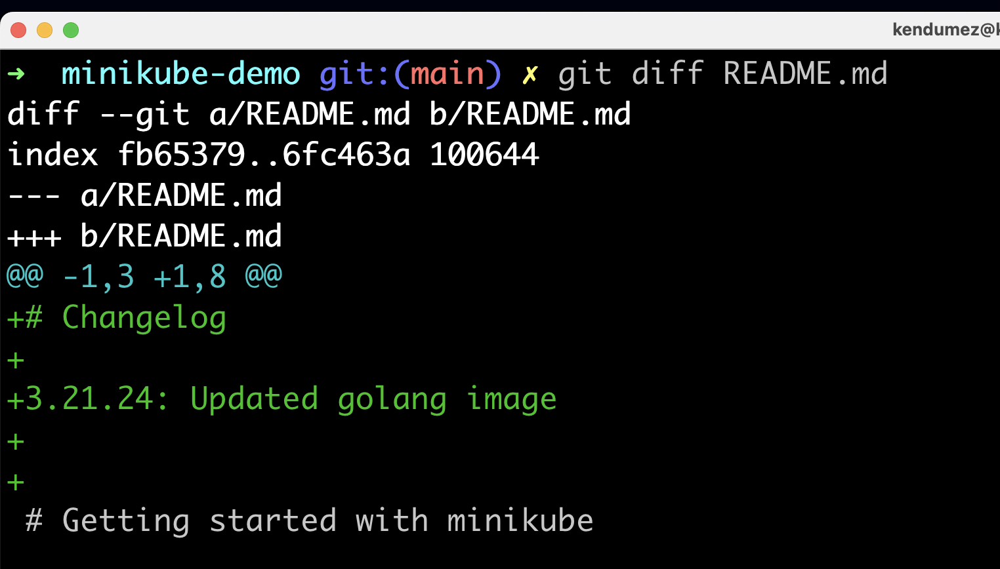 kendumez@
➜ minikube-demo git:(main) ✗ git diff README.md
diff --git a/README.md b/README.md
index fb65379..6fc463a 100644
--- a/README.md
+++ b/README.md
@@ -1,3 +1,8 @@
+# Changelog
+
+3.21.24: Updated golang image
+
+
 # Getting started with minikube